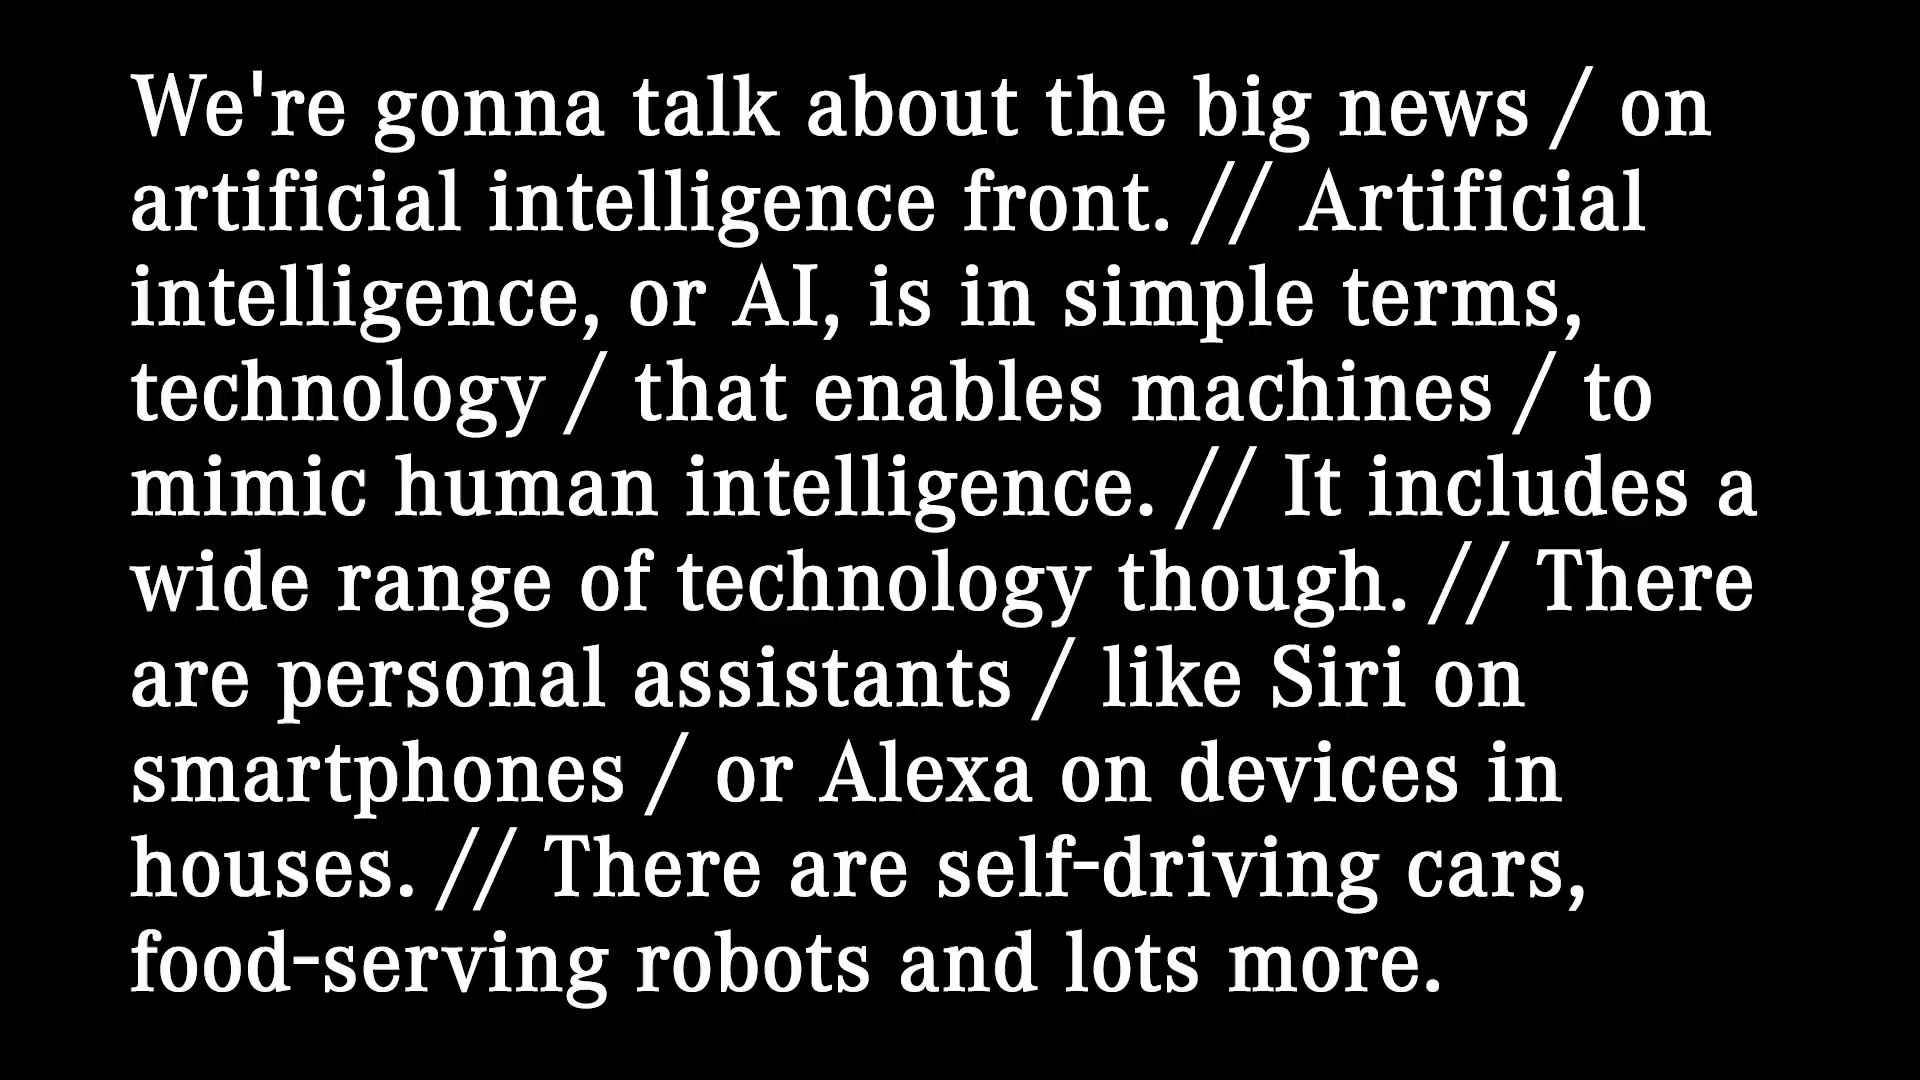 We're gonna talk about the big news / on
artificial intelligence front. // Artificial
intelligence, or AI, is in simple terms,
technology / that enables machines / to
mimic human intelligence. // It includes a
wide range of technology though. // There
are personal assistants / like Siri on
smartphones / or Alexa on devices in
houses. // There are self-driving cars,
food-serving robots and lots more.